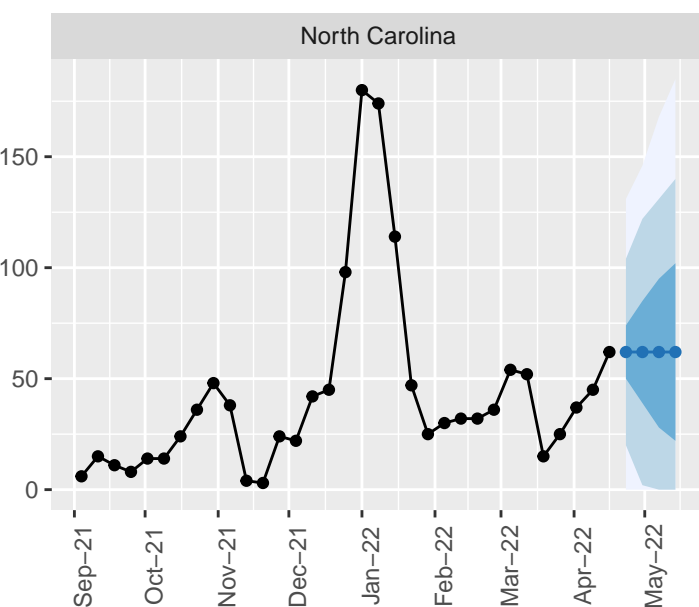 North Carolina
150
100
50
0
Sep−21
Oct−21
Nov−21
Dec−21
Jan−22
Feb−22
Mar−22
Apr−22
May−22